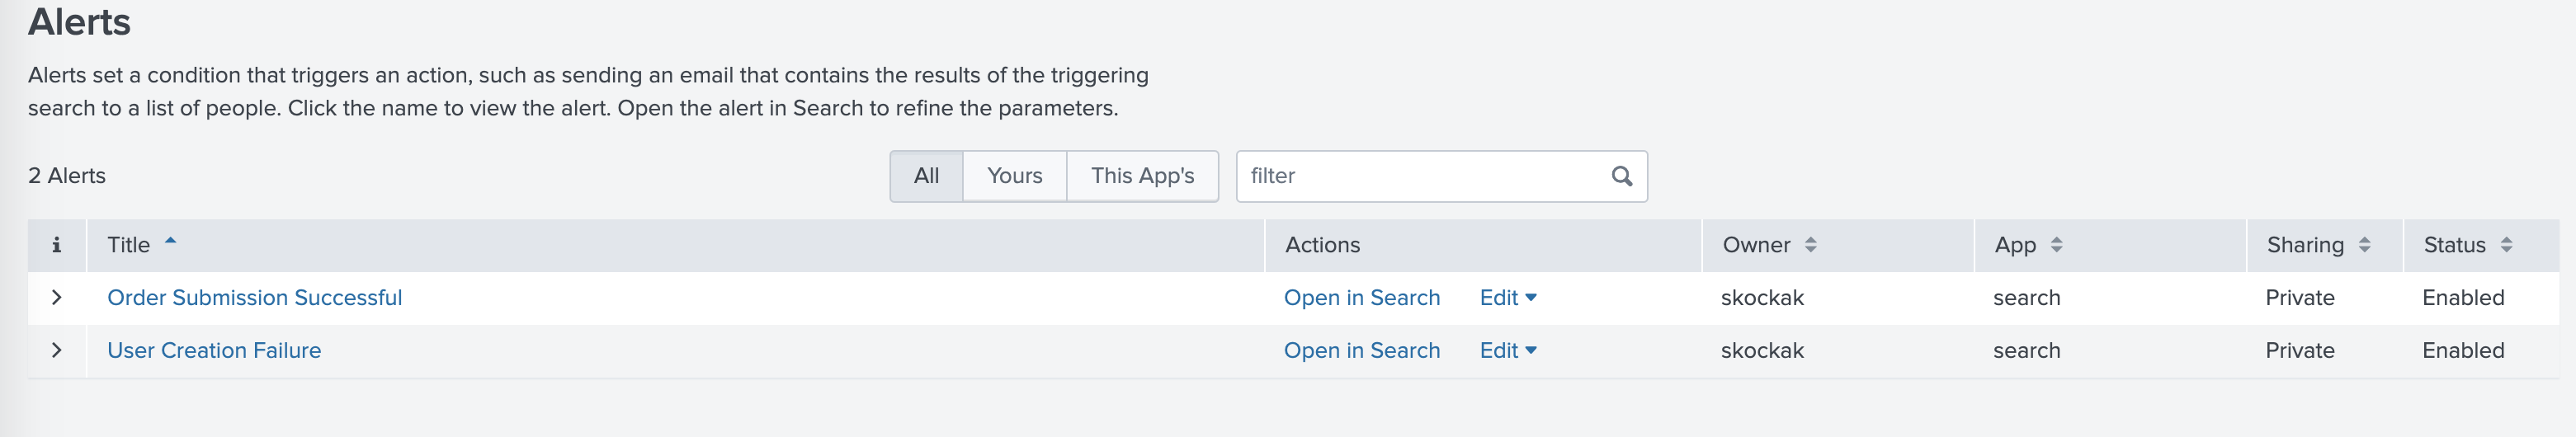 Alerts
Alerts set a condition that triggers an action, such as sending an email that contains the results of the triggering
search to a list of people. Click the name to view the alert. Open the alert in Search to refine the parameters.
2 Alerts All Yours This App's filter
i Title Actions Owner App Sharing Status
Order Submission Successful Open in Search Edit skockak search Private Enabled
User Creation Failure Open in Search Edit skockak search Private Enabled